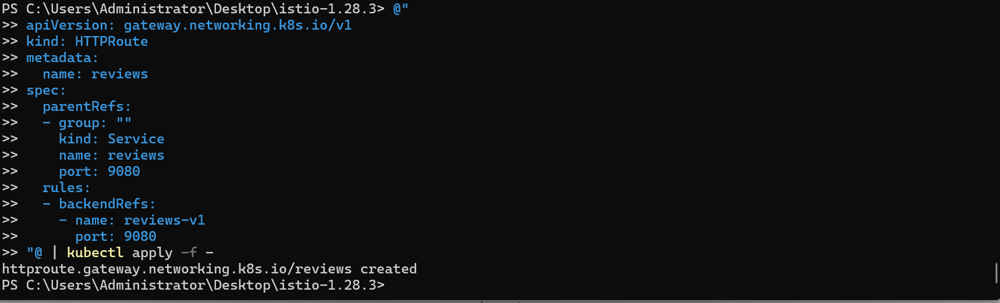 PS C:\Users\Administrator\Desktop\istio-1.28.3> @"
>> apiVersion: gateway.networking.k8s.io/v1
>> kind: HTTPRoute
>> metadata:
>>   name: reviews
>> spec:
>>   parentRefs:
>>   - group: ""
>>     kind: Service
>>     name: reviews
>>     port: 9080
>>   rules:
>>   - backendRefs:
>>     - name: reviews-v1
>>       port: 9080
>> "@ | kubectl apply -f -
httproute.gateway.networking.k8s.io/reviews created
PS C:\Users\Administrator\Desktop\istio-1.28.3>